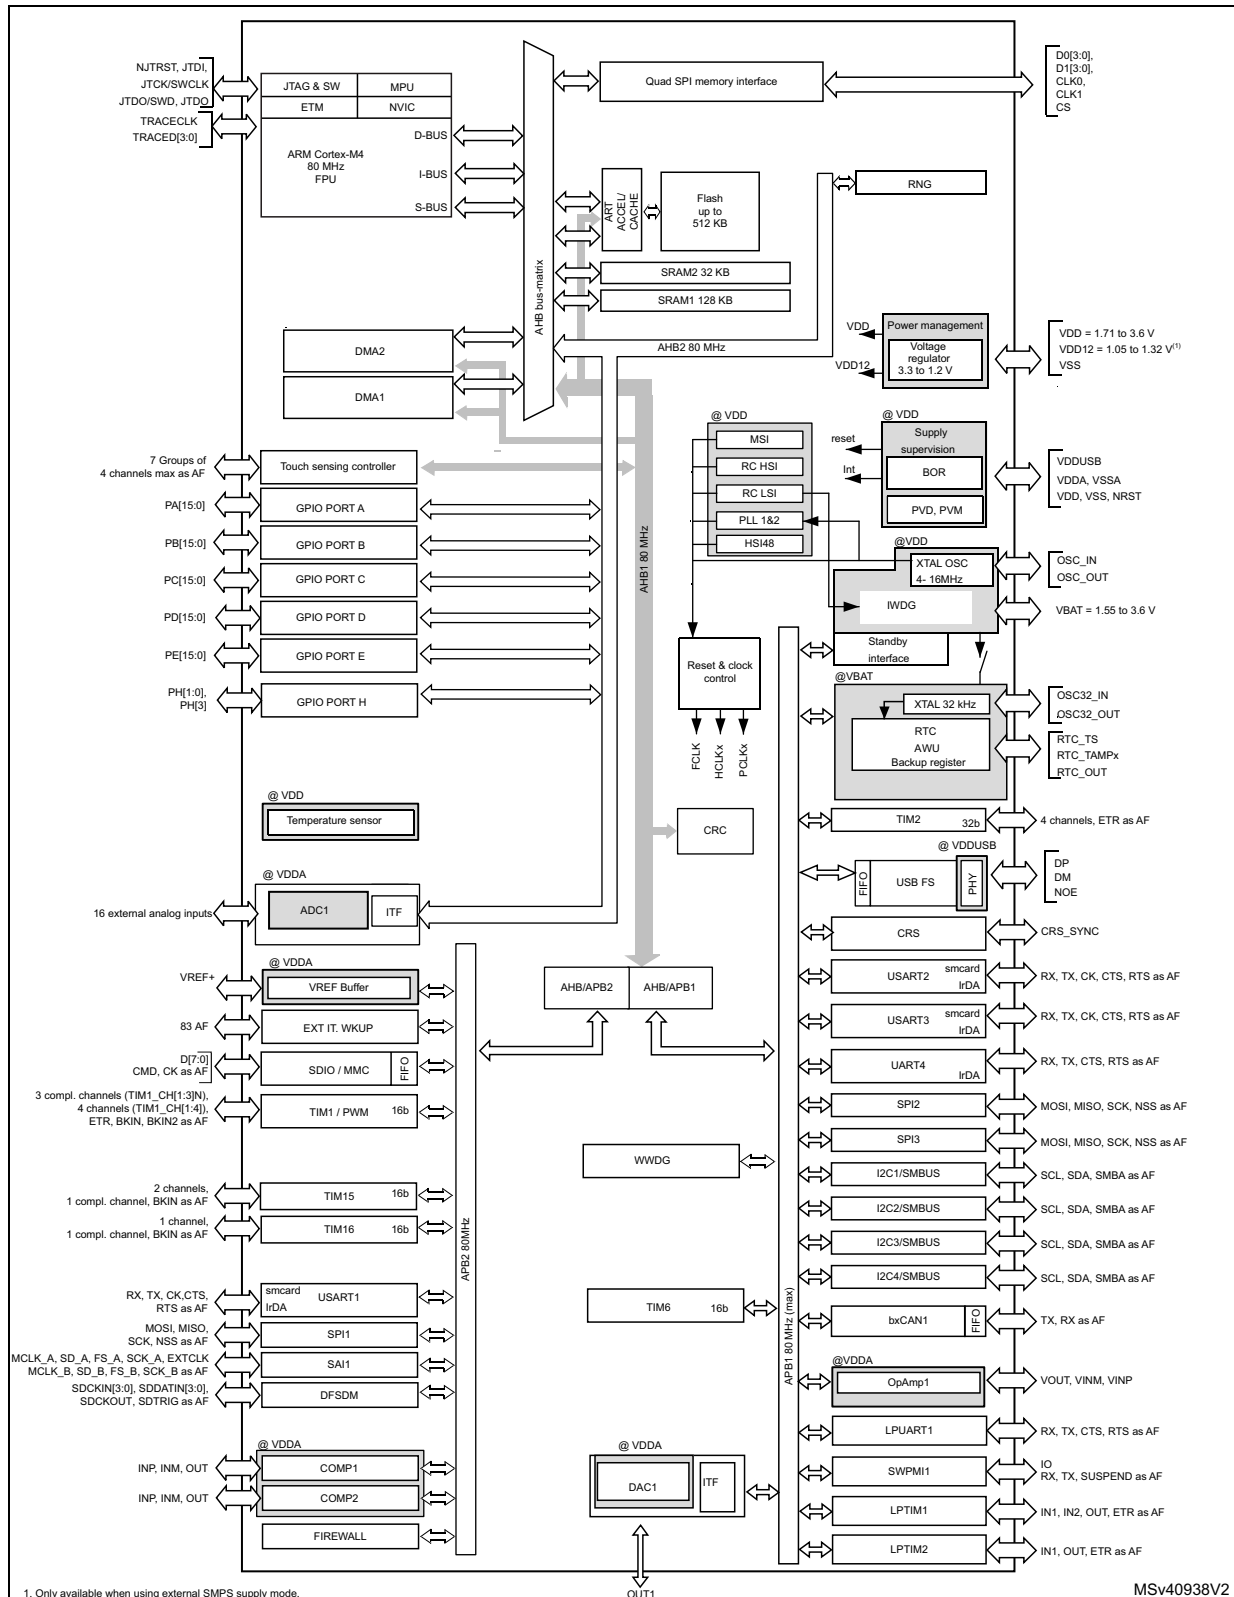 NJTRST, JTDI,
JTCK/SWCLK
JTDO/SWD, JTDO
TRACECLK
TRACED[3:0]
JTAG & SW
MPU
ETM
NVIC
ARM Cortex-M4
80 MHz
FPU
D-BUS
I-BUS
S-BUS
AHB bus-matrix
Quad SPI memory interface
D0[3:0],
D1[3:0],
CLK0,
CLK1
CS
RNG
ART
ACCEL/
CACHE
Flash
up to
512 KB
SRAM2 32 KB
SRAM1 128 KB
AHB2 80 MHz
DMA2
DMA1
VDD
VDD12
Power management
Voltage
regulator
3.3 to 1.2 V
VDD = 1.71 to 3.6 V
VDD12 = 1.05 to 1.32 V(1)
VSS
@ VDD
MSI
RC HSI
RC LSI
PLL 1&2
HSI48
@ VDD
reset
Int
Supply
supervision
BOR
PVD, PVM
VDDUSB
VDDA, VSSA
VDD, VSS, NRST
7 Groups of
4 channels max as AF
Touch sensing controller
PA[15:0]
GPIO PORT A
PB[15:0]
GPIO PORT B
PC[15:0]
GPIO PORT C
PD[15:0]
GPIO PORT D
PE[15:0]
GPIO PORT E
PH[1:0],
PH[3]
GPIO PORT H
AHB1 80 MHz
@VDD
XTAL OSC
4- 16MHz
IWDG
OSC_IN
OSC_OUT
VBAT = 1.55 to 3.6 V
Standby
interface
Reset & clock
control
FCLK
HCLKx
PCLKx
@VBAT
XTAL 32 kHz
RTC
AWU
Backup register
OSC32_IN
OSC32_OUT
RTC_TS
RTC_TAMPx
RTC_OUT
@ VDD
Temperature sensor
CRC
TIM2
32b
4 channels, ETR as AF
@ VDDUSB
FIFO
USB FS
PHY
DP
DM
NOE
@ VDDA
16 external analog inputs
ADC1
ITF
CRS
CRS_SYNC
@ VDDA
VREF+
VREF Buffer
AHB/APB2
AHB/APB1
USART2
smcard
IrDA
RX, TX, CK, CTS, RTS as AF
83 AF
EXT IT. WKUP
USART3
smcard
IrDA
RX, TX, CK, CTS, RTS as AF
D[7:0]
CMD, CK as AF
SDIO / MMC
FIFO
UART4
IrDA
RX, TX, CTS, RTS as AF
3 compl. channels (TIM1_CH[1:3]N),
4 channels (TIM1_CH[1:4]),
ETR, BKIN, BKIN2 as AF
TIM1 / PWM
16b
SPI2
MOSI, MISO, SCK, NSS as AF
SPI3
MOSI, MISO, SCK, NSS as AF
WWDG
I2C1/SMBUS
SCL, SDA, SMBA as AF
2 channels,
1 compl. channel, BKIN as AF
TIM15
16b
I2C2/SMBUS
SCL, SDA, SMBA as AF
1 channel,
1 compl. channel, BKIN as AF
TIM16
16b
I2C3/SMBUS
SCL, SDA, SMBA as AF
APB2 80MHz
I2C4/SMBUS
SCL, SDA, SMBA as AF
RX, TX, CK,CTS,
RTS as AF
smcard
IrDA
USART1
TIM6
16b
APB1 80 MHz (max)
bxCAN1
FIFO
TX, RX as AF
MOSI, MISO,
SCK, NSS as AF
SPI1
MCLK_A, SD_A, FS_A, SCK_A, EXTCLK
MCLK_B, SD_B, FS_B, SCK_B as AF
SAI1
@VDDA
OpAmp1
VOUT, VINM, VINP
SDCKIN[3:0], SDDATIN[3:0],
SDCKOUT, SDTRIG as AF
DFSDM
LPUART1
RX, TX, CTS, RTS as AF
@ VDDA
INP, INM, OUT
COMP1
INP, INM, OUT
COMP2
@ VDDA
DAC1
ITF
SWPMI1
IO
RX, TX, SUSPEND as AF
LPTIM1
IN1, IN2, OUT, ETR as AF
FIREWALL
LPTIM2
IN1, OUT, ETR as AF
OUT1
1. Only available when using external SMPS supply mode.
MSv40938V2